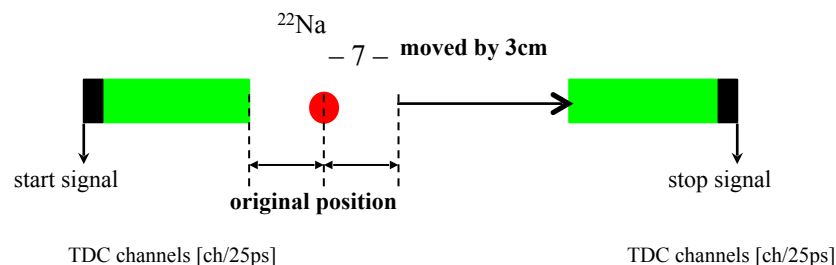 22Na
– 7 –
moved by 3cm
start signal
stop signal
original position
TDC channels [ch/25ps]
TDC channels [ch/25ps]